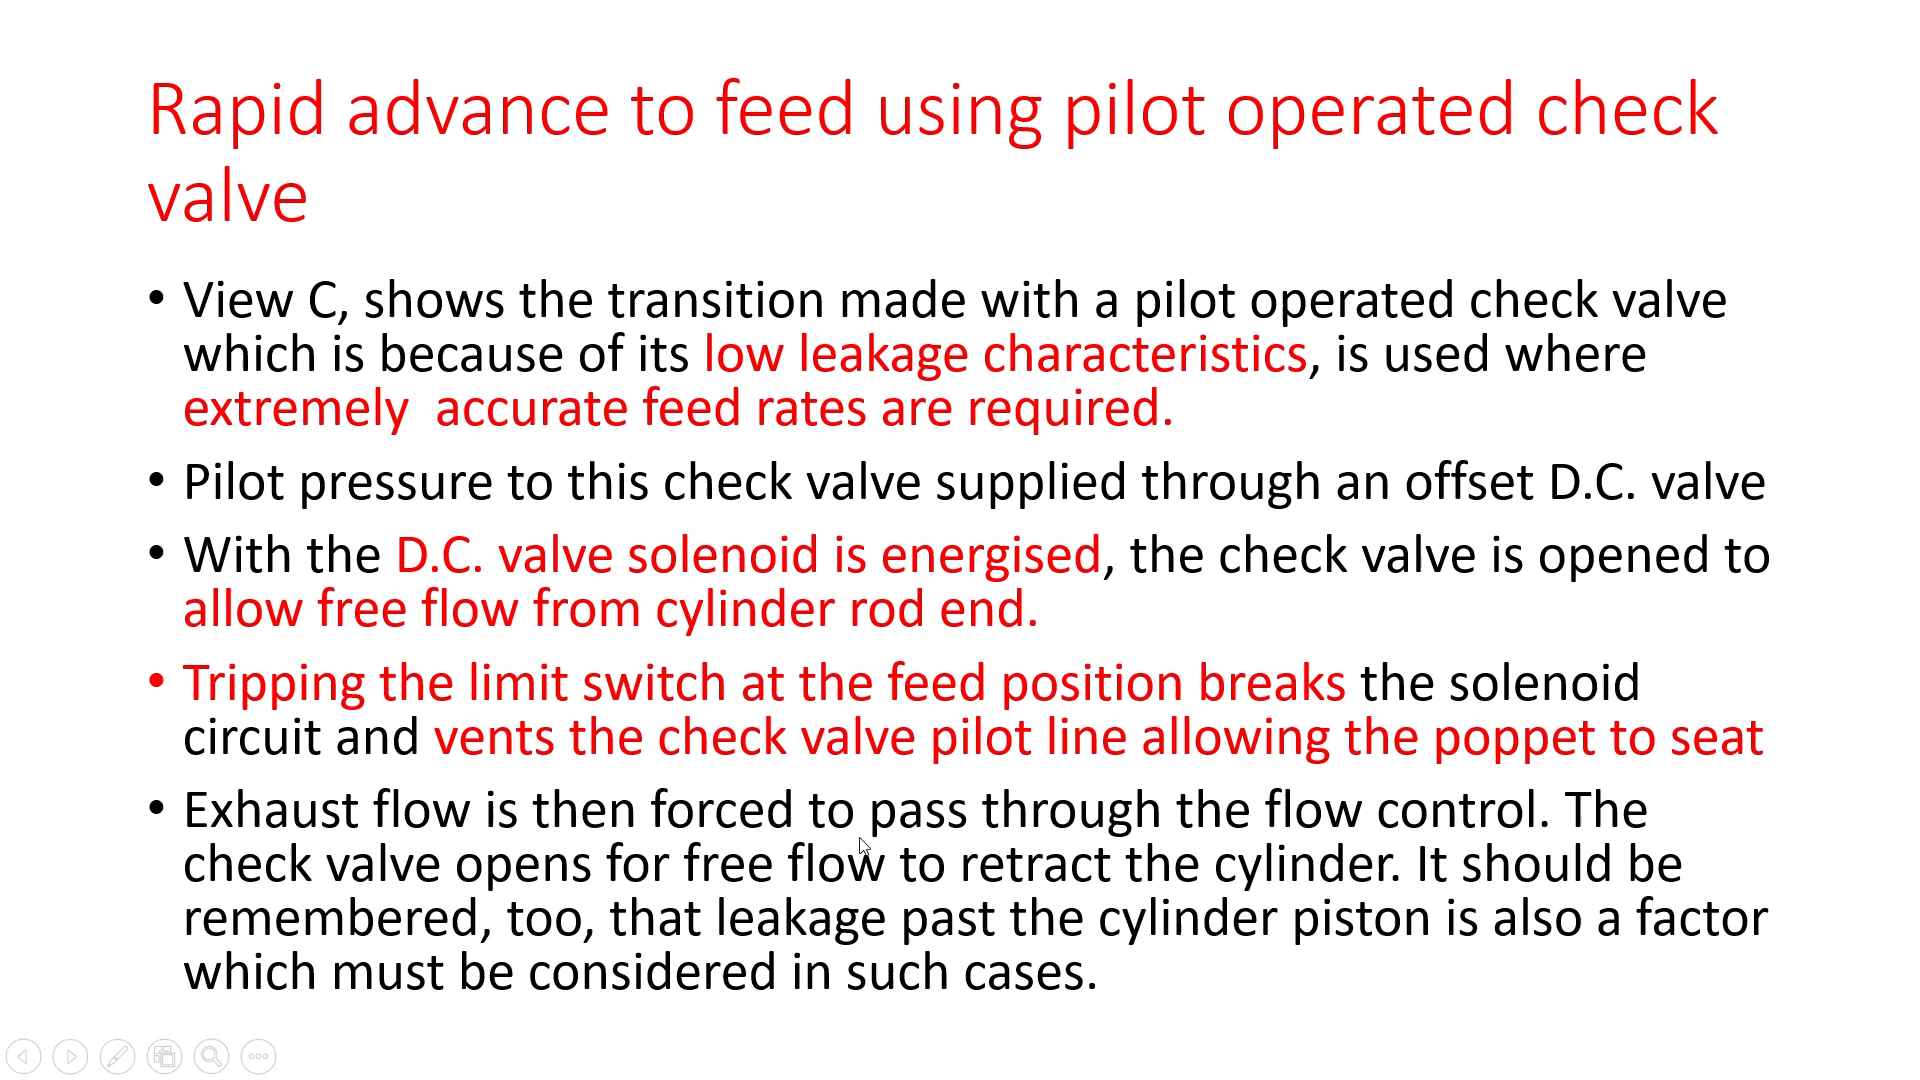 Rapid advance to feed using pilot operated check
valve
• View C, shows the transition made with a pilot operated check valve
which is because of its low leakage characteristics, is used where
extremely  accurate feed rates are required.
• Pilot pressure to this check valve supplied through an offset D.C. valve
• With the D.C. valve solenoid is energised, the check valve is opened to
allow free flow from cylinder rod end.
• Tripping the limit switch at the feed position breaks the solenoid
circuit and vents the check valve pilot line allowing the poppet to seat
• Exhaust flow is then forced to pass through the flow control. The
check valve opens for free flow to retract the cylinder. It should be
remembered, too, that leakage past the cylinder piston is also a factor
which must be considered in such cases.